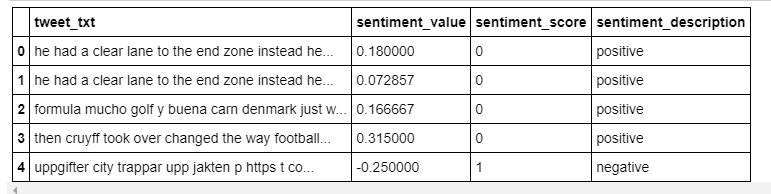 tweet_txt sentiment_value sentiment_score sentiment_description
0 he had a clear lane to the end zone instead he... 0.180000 0 positive
1 he had a clear lane to the end zone instead he... 0.072857 0 positive
2 formula mucho golf y buena carn denmark just w... 0.166667 0 positive
3 then cruyff took over changed the way football... 0.315000 0 positive
4 uppgifter city trappar upp jakten p https t co... -0.250000 1 negative